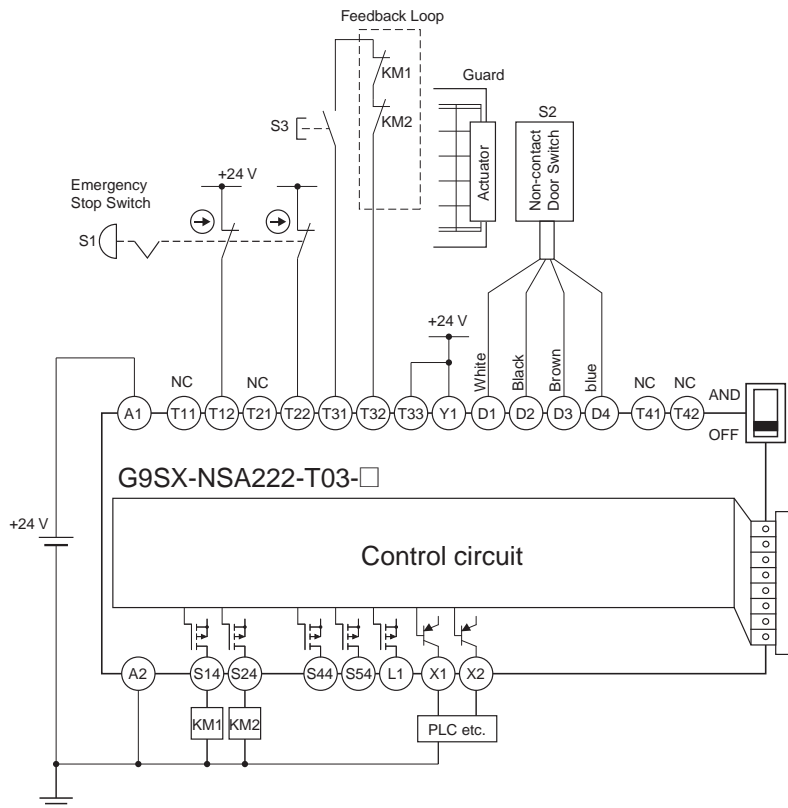 Feedback Loop
KM1
KM2
Guard
Actuator
S2
Non-contact
Door Switch
S3
+24 V
Emergency
Stop Switch
S1
+24 V
White
Black
Brown
blue
NC
NC
NC
NC
AND
OFF
A1
T11
T12
T21
T22
T31
T32
T33
Y1
D1
D2
D3
D4
T41
T42
G9SX-NSA222-T03-□
+24 V
Control circuit
A2
S14
S24
S44
S54
L1
X1
X2
KM1
KM2
PLC etc.